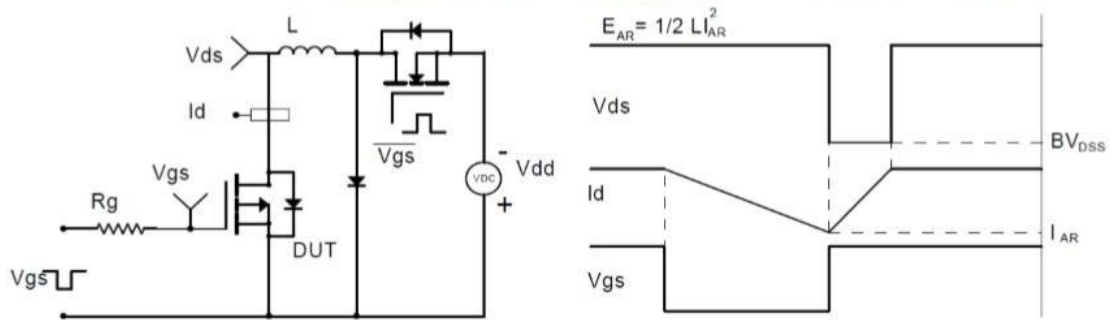 L
Vds
Id
Vgs
Vgs
Rg
DUT
Vgs
-
Vdd
VDC
+
E_AR = 1/2 LI_AR^2
Vds
BV_DSS
Id
I_AR
Vgs